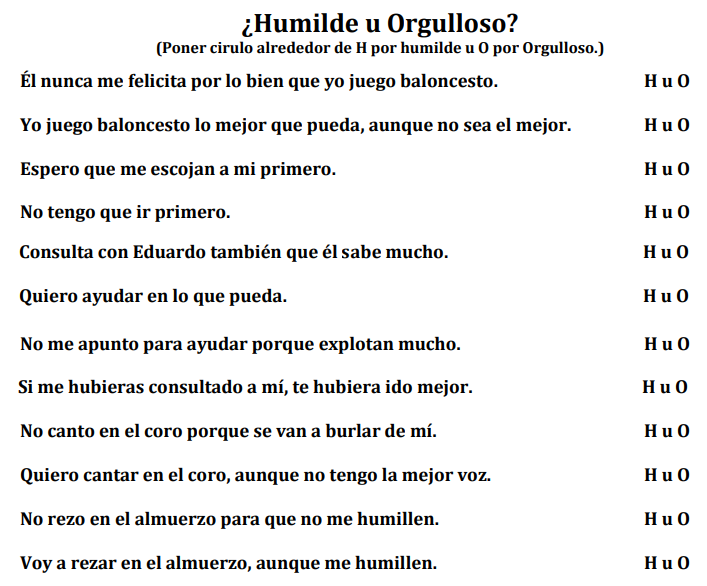 ¿Humilde u Orgulloso?
(Poner cirulo alrededor de H por humilde u O por Orgulloso.)
Él nunca me felicita por lo bien que yo juego baloncesto. H u O
Yo juego baloncesto lo mejor que pueda, aunque no sea el mejor. H u O
Espero que me escojan a mi primero. H u O
No tengo que ir primero. H u O
Consulta con Eduardo también que él sabe mucho. H u O
Quiero ayudar en lo que pueda. H u O
No me apunto para ayudar porque explotan mucho. H u O
Si me hubieras consultado a mí, te hubiera ido mejor. H u O
No canto en el coro porque se van a burlar de mí. H u O
Quiero cantar en el coro, aunque no tengo la mejor voz. H u O
No rezo en el almuerzo para que no me humillen. H u O
Voy a rezar en el almuerzo, aunque me humillen. H u O